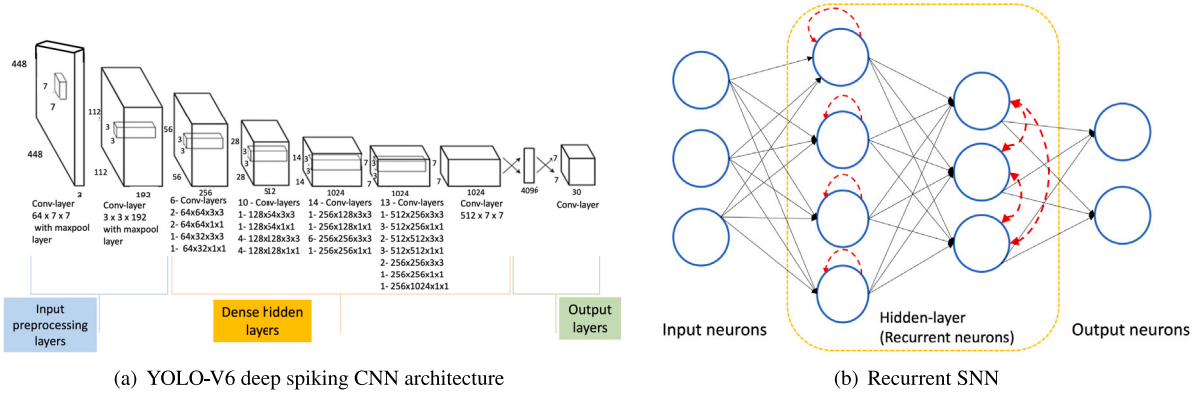 448
7
7
448
3
Conv-layer
64 x 7 x 7
with maxpool
layer
112
3
3
112
192
Conv-layer
3 x 3 x 192
with maxpool
layer
56
3
3
56
256
6- Conv-layers
2- 64x64x3x3
2- 64x64x1x1
1- 64x32x3x3
1- 64x32x1x1
28
3
3
28
512
10 - Conv-layers
1- 128x54x3x3
1- 128x54x1x1
4- 128x128x3x3
4- 128x128x1x1
14
3
3
14
1024
14 - Conv-layers
1- 256x128x3x3
1- 256x128x1x1
6- 256x256x3x3
1- 256x256x1x1
7
3
3
7
1024
13 - Conv-layers
1- 512x256x3x3
3- 512x256x1x1
2- 512x512x3x3
3- 512x512x1x1
2- 256x256x3x3
1- 256x256x1x1
1- 256x1024x1x1
7
7
1024
Conv-layer
512 x 7 x 7
4096
7
7
30
Conv-layer
Input
preprocessing
layers
Dense hidden
layers
Output
layers
(a) YOLO-V6 deep spiking CNN architecture
Input neurons
Hidden-layer
(Recurrent neurons)
Output neurons
(b) Recurrent SNN